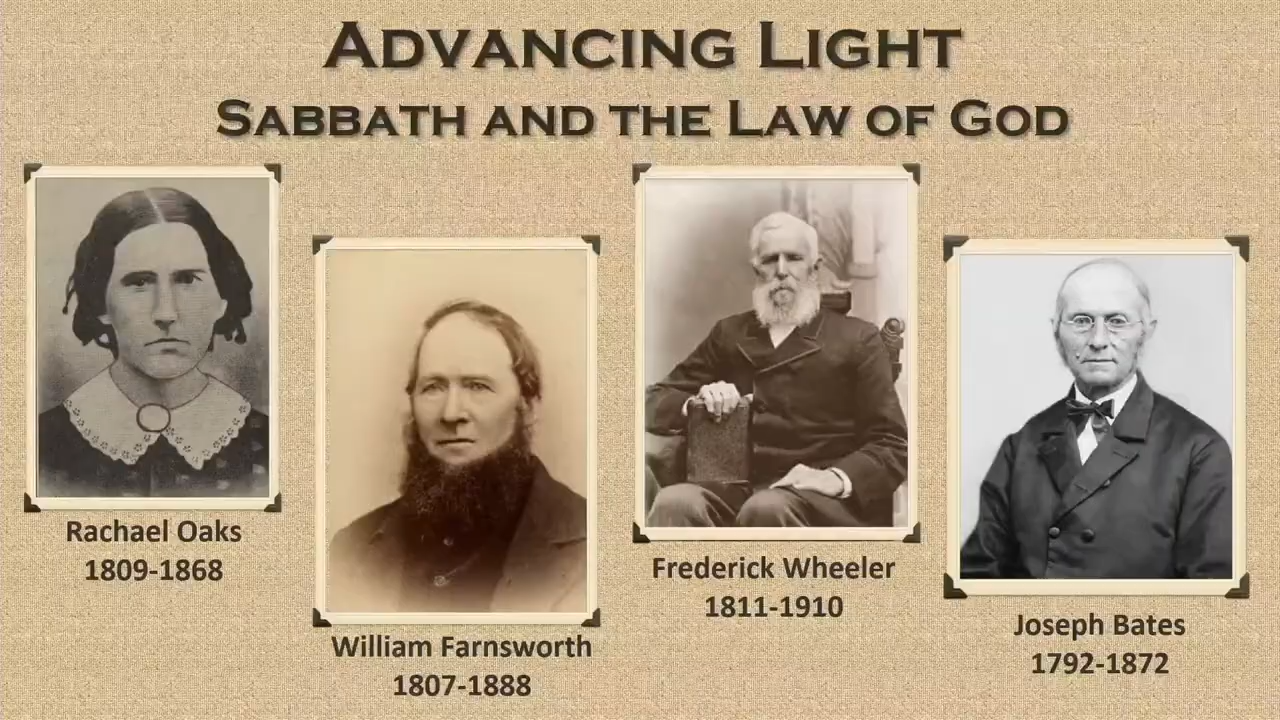 ADVANCING LIGHT
SABBATH AND THE LAW OF GOD
Rachael Oaks
1809-1868
William Farnsworth
1807-1888
Frederick Wheeler
1811-1910
Joseph Bates
1792-1872